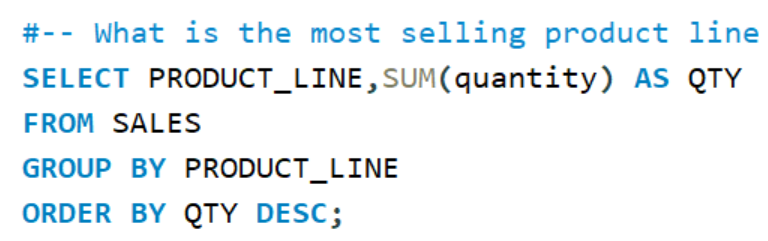 #-- What is the most selling product line
SELECT PRODUCT_LINE,SUM(quantity) AS QTY
FROM SALES
GROUP BY PRODUCT_LINE
ORDER BY QTY DESC;